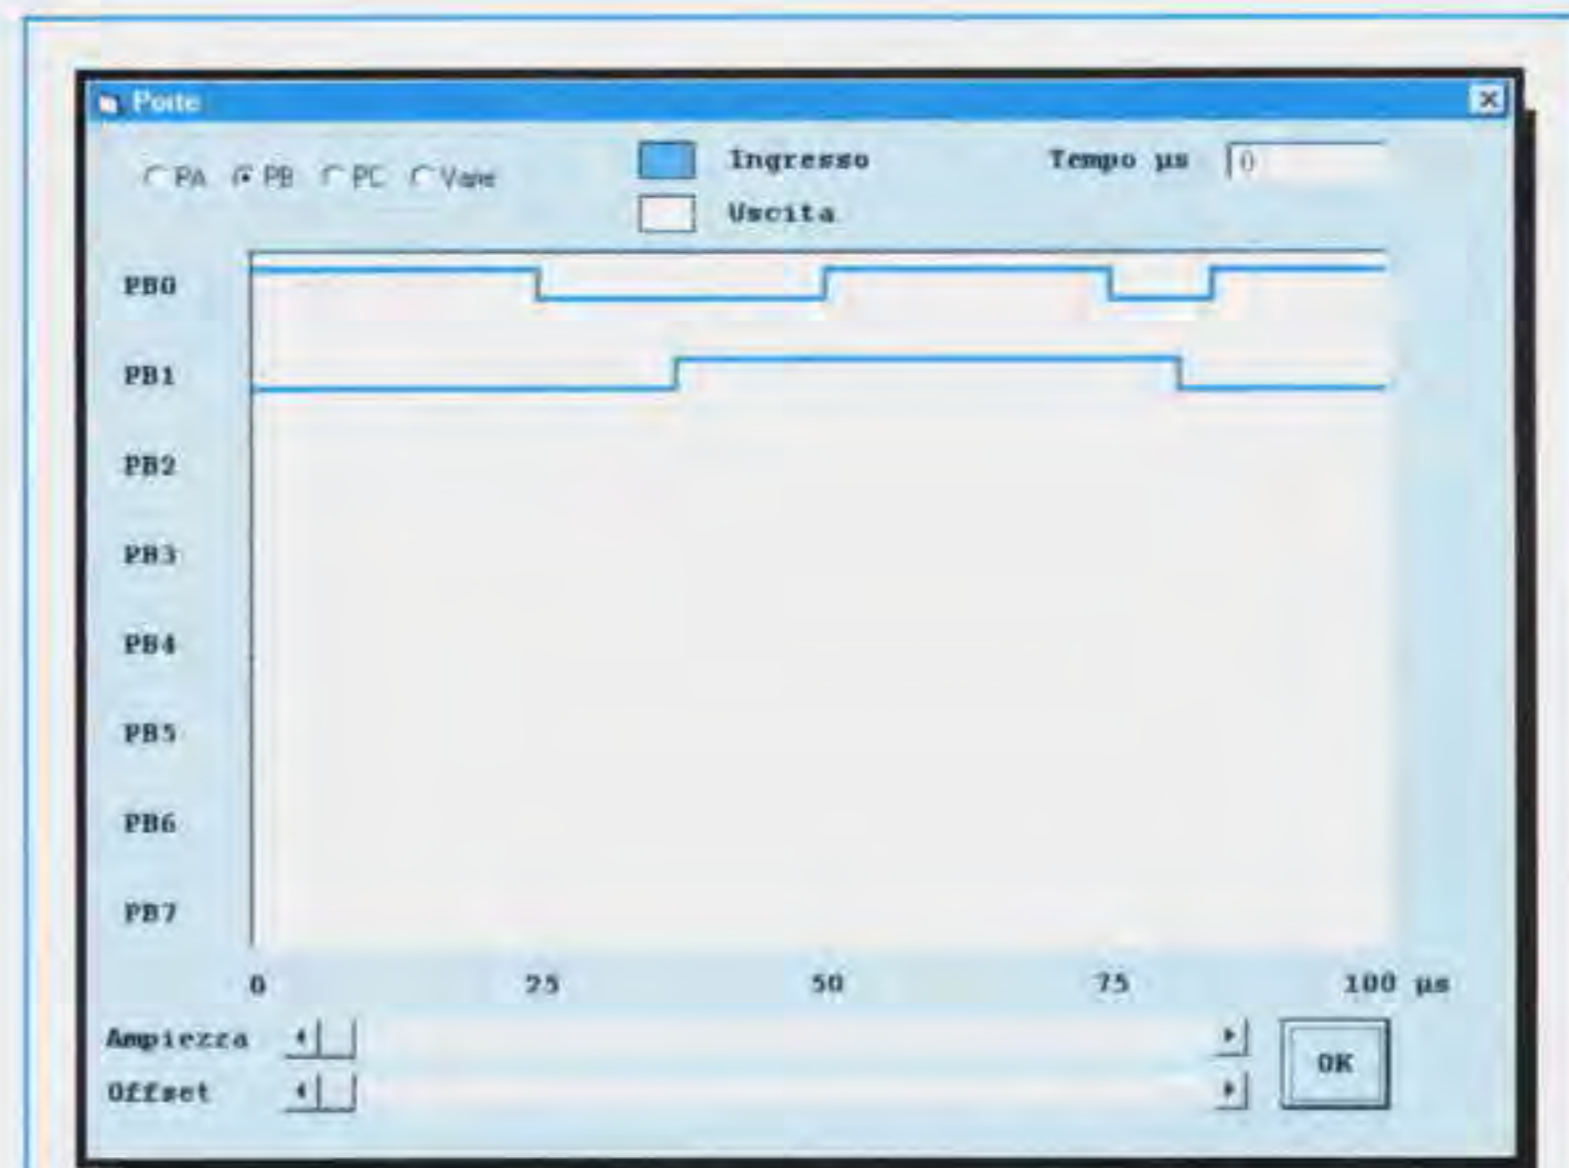 Porte
PA PB PC Varie
Ingresso
Uscita
Tempo µs 0
PB0
PB1
PB2
PB3
PB4
PB5
PB6
PB7
0 25 50 75 100 µs
Ampiezza
Offset
OK